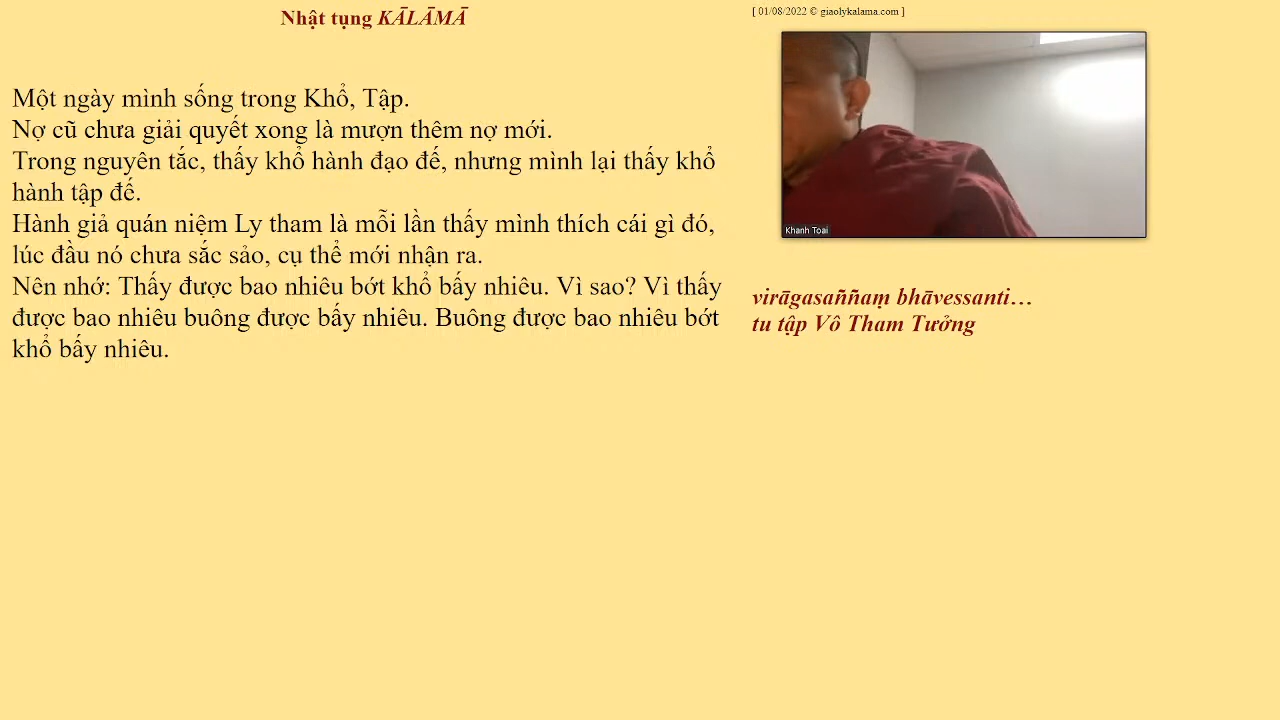 Nhật tụng KĀLĀMĀ
[ 01/08/2022 © giaolykalama.com ]
Một ngày mình sống trong Khổ, Tập.
Nợ cũ chưa giải quyết xong là mượn thêm nợ mới.
Trong nguyên tắc, thấy khổ hành đạo đế, nhưng mình lại thấy khổ
hành tập đế.
Hành giả quán niệm Ly tham là mỗi lần thấy mình thích cái gì đó,
lúc đầu nó chưa sắc sảo, cụ thể mới nhận ra.
Nên nhớ: Thấy được bao nhiêu bớt khổ bấy nhiêu. Vì sao? Vì thấy
được bao nhiêu buông được bấy nhiêu. Buông được bao nhiêu bớt
khổ bấy nhiêu.
Khanh Toai
virāgasaññaṃ bhāvessanti…
tu tập Vô Tham Tưởng